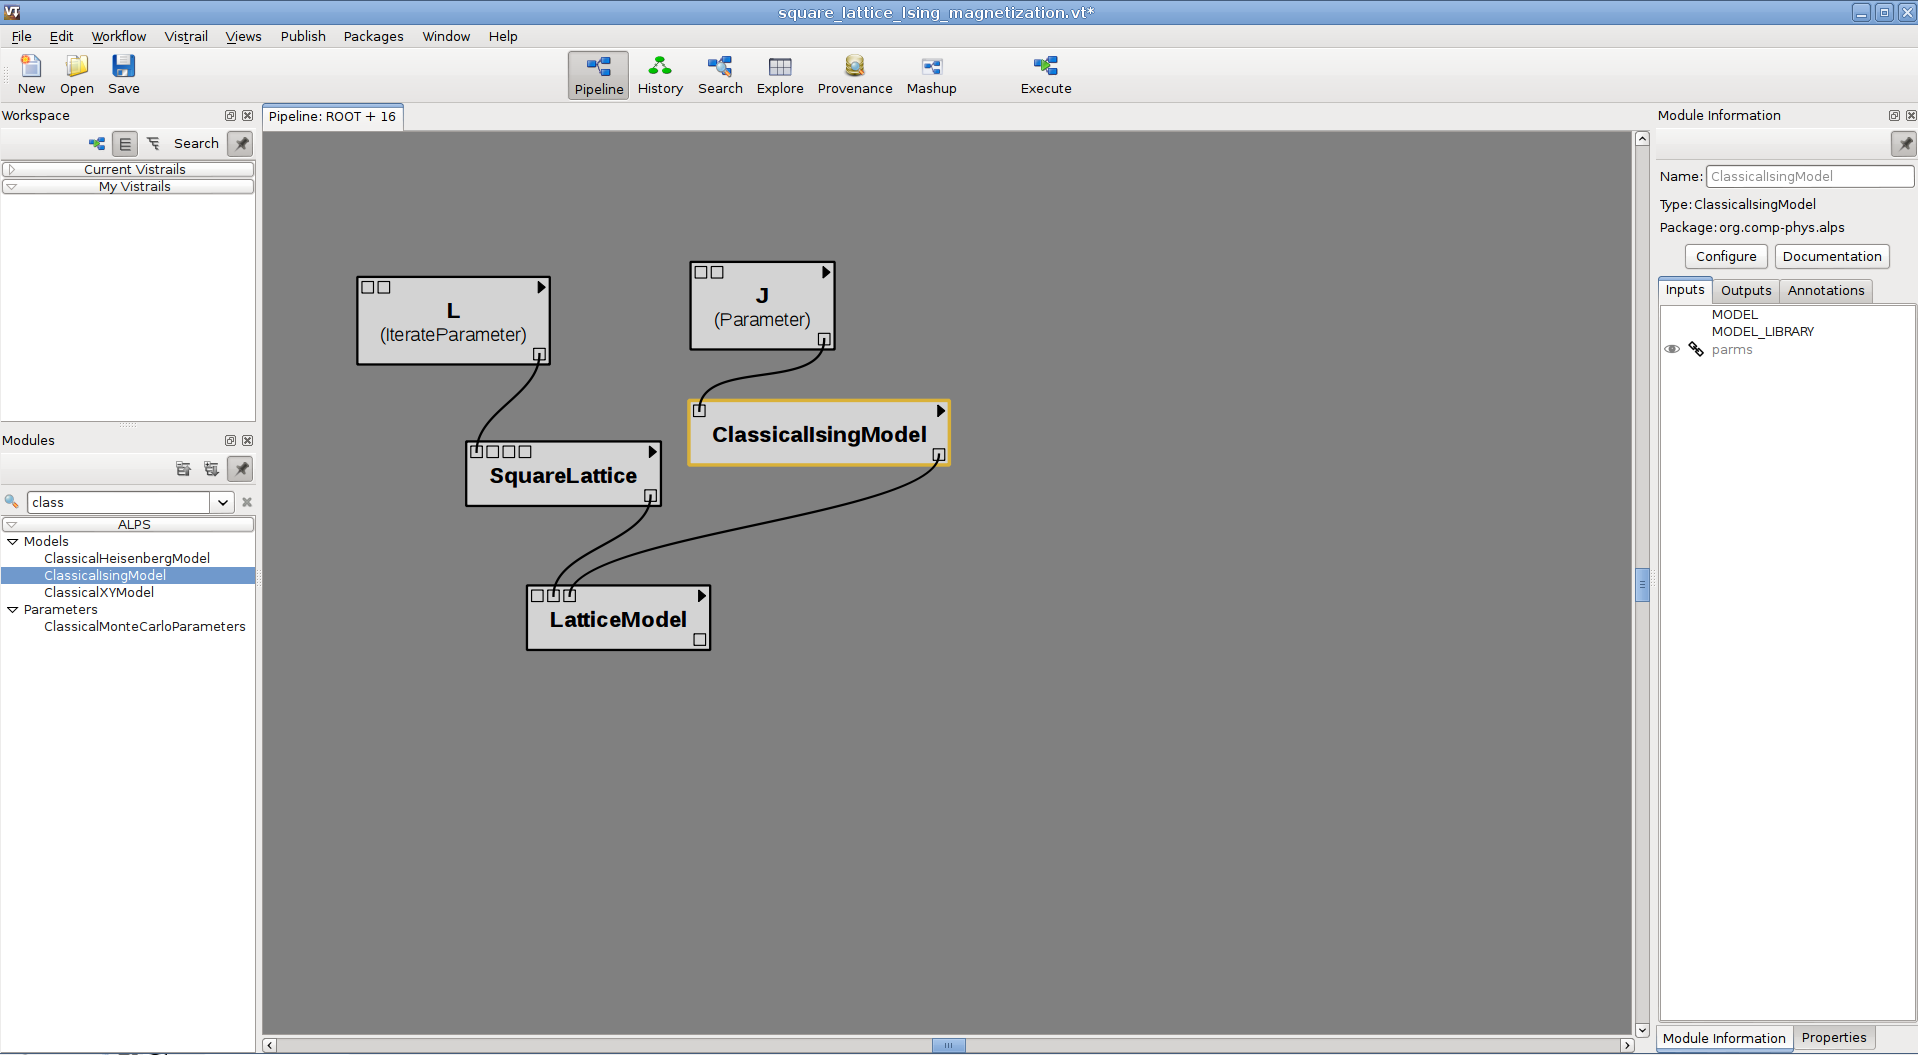 VT square_lattice_Ising_magnetization.vt*
File Edit Workflow Vistrail Views Publish Packages Window Help
New Open Save Pipeline History Search Explore Provenance Mashup Execute
Workspace
Search
Current Vistrails
My Vistrails
Modules
class
ALPS
Models
ClassicalHeisenbergModel
ClassicalIsingModel
ClassicalXYModel
Parameters
ClassicalMonteCarloParameters
Pipeline: ROOT + 16
L
(IterateParameter)
J
(Parameter)
ClassicalIsingModel
SquareLattice
LatticeModel
Module Information
Name: ClassicalIsingModel
Type: ClassicalIsingModel
Package: org.comp-phys.alps
Configure Documentation
Inputs Outputs Annotations
MODEL
MODEL_LIBRARY
parms
Module Information Properties